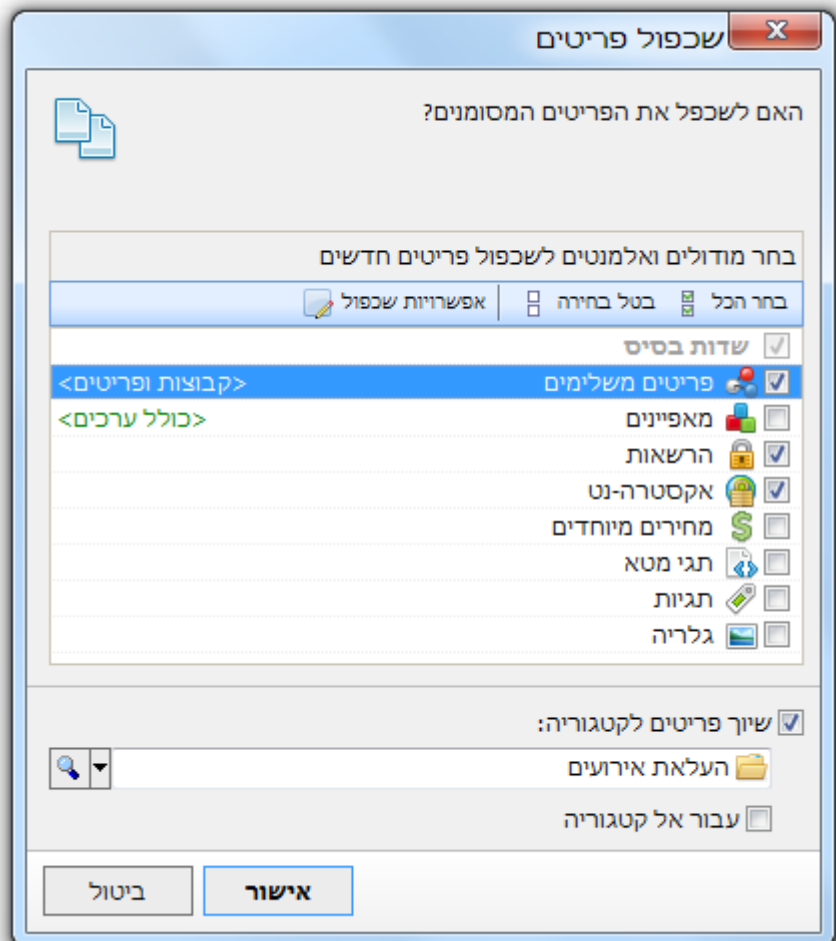 שכפול פריטים
האם לשכפל את הפריטים המסומנים?
בחר מודולים ואלמנטים לשכפול פריטים חדשים
בחר הכל בטל בחירה אפשרויות שכפול
שדות בסיס
פריטים משלימים <קבוצות ופריטים>
מאפיינים <כולל ערכים>
הרשאות
אקסטרה-נט
מחירים מיוחדים
תגי מטא
תגיות
גלריה
שיוך פריטים לקטגוריה:
העלאת אירועים
עבור אל קטגוריה
אישור ביטול